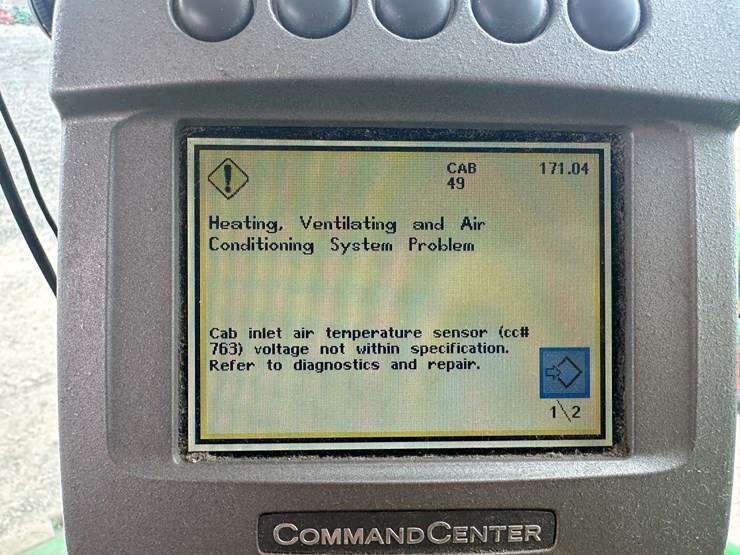 CAB 171.04
49
Heating, Ventilating and Air
Conditioning System Problem
Cab inlet air temperature sensor (cc#
763) voltage not within specification.
Refer to diagnostics and repair.
1\2
COMMANDCENTER